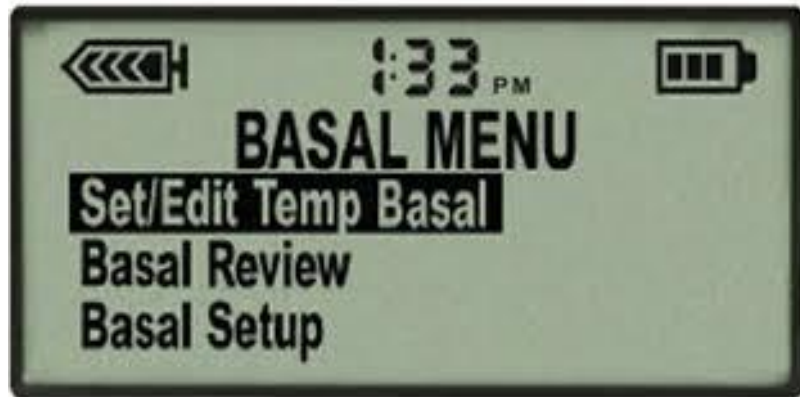 1:33 PM
BASAL MENU
Set/Edit Temp Basal
Basal Review
Basal Setup